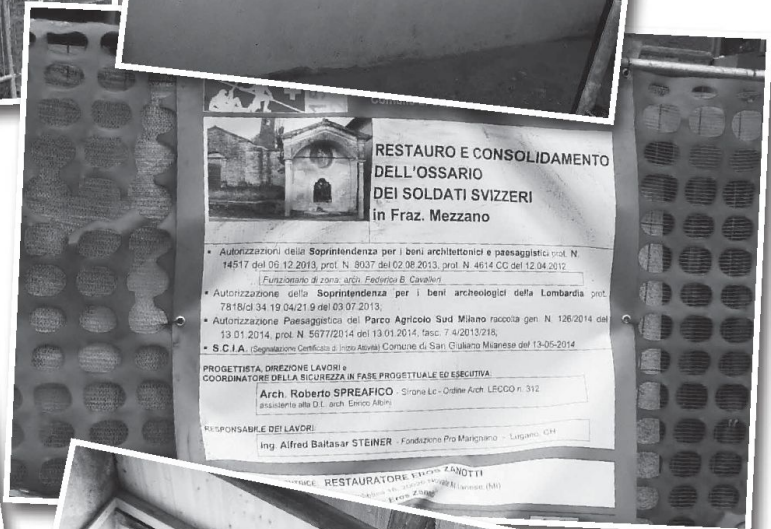 RESTAURO E CONSOLIDAMENTO
DELL'OSSARIO
DEI SOLDATI SVIZZERI
in Fraz. Mezzano
• Autorizzazioni della Soprintendenza per i beni architettonici e paesaggistici prot. N.
14517 del 06.12.2013, prot. N. 8037 del 02.08.2013, prot. N. 4614 CC del 12.04.2012
Funzionario di zona: arch. Federica B. Cavalleri
• Autorizzazione della Soprintendenza per i beni archeologici della Lombardia prot.
7818/cl 34.19.04/21.9 del 03.07.2013;
• Autorizzazione Paesaggistica del Parco Agricolo Sud Milano raccolta gen. N. 126/2014 del
13.01.2014, prot. N. 5677/2014 del 13.01.2014, fasc. 7.4/2013/218;
• S.C.I.A. (Segnalazione Certificata di Inizio Attività) Comune di San Giuliano Milanese del 13-05-2014
PROGETTISTA, DIREZIONE LAVORI e
COORDINATORE DELLA SICUREZZA IN FASE PROGETTUALE ED ESECUTIVA:
Arch. Roberto SPREAFICO - Sirone Lc - Ordine Arch. LECCO n. 312
assistente alla D.L. arch. Enrico Albini
RESPONSABILE DEI LAVORI:
Ing. Alfred Baltasar STEINER - Fondazione Pro Marignano - Lugano, CH
RESTAURATORE EROS ZANOTTI